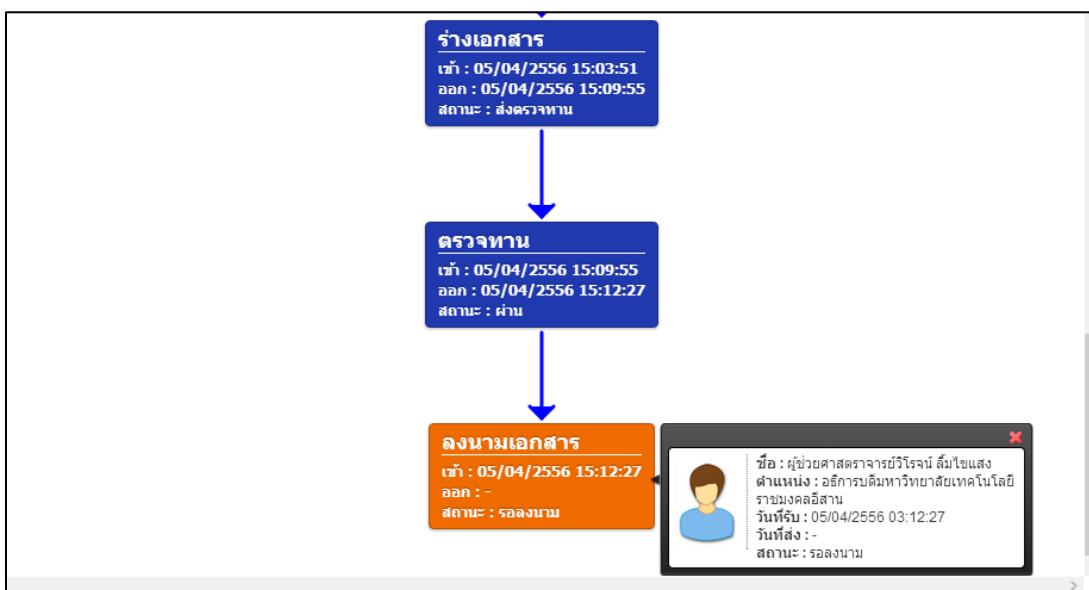 ร่างเอกสาร
เข้า : 05/04/2556 15:03:51
ออก : 05/04/2556 15:09:55
สถานะ : ส่งตรวจทาน
ตรวจทาน
เข้า : 05/04/2556 15:09:55
ออก : 05/04/2556 15:12:27
สถานะ : ผ่าน
ลงนามเอกสาร
เข้า : 05/04/2556 15:12:27
ออก : -
สถานะ : รอลงนาม
ชื่อ : ผู้ช่วยศาสตราจารย์วิโรจน์ ลิ้มไขแสง
ตำแหน่ง : อธิการบดีมหาวิทยาลัยเทคโนโลยี
ราชมงคลอีสาน
วันที่รับ : 05/04/2556 03:12:27
วันที่ส่ง : -
สถานะ : รอลงนาม